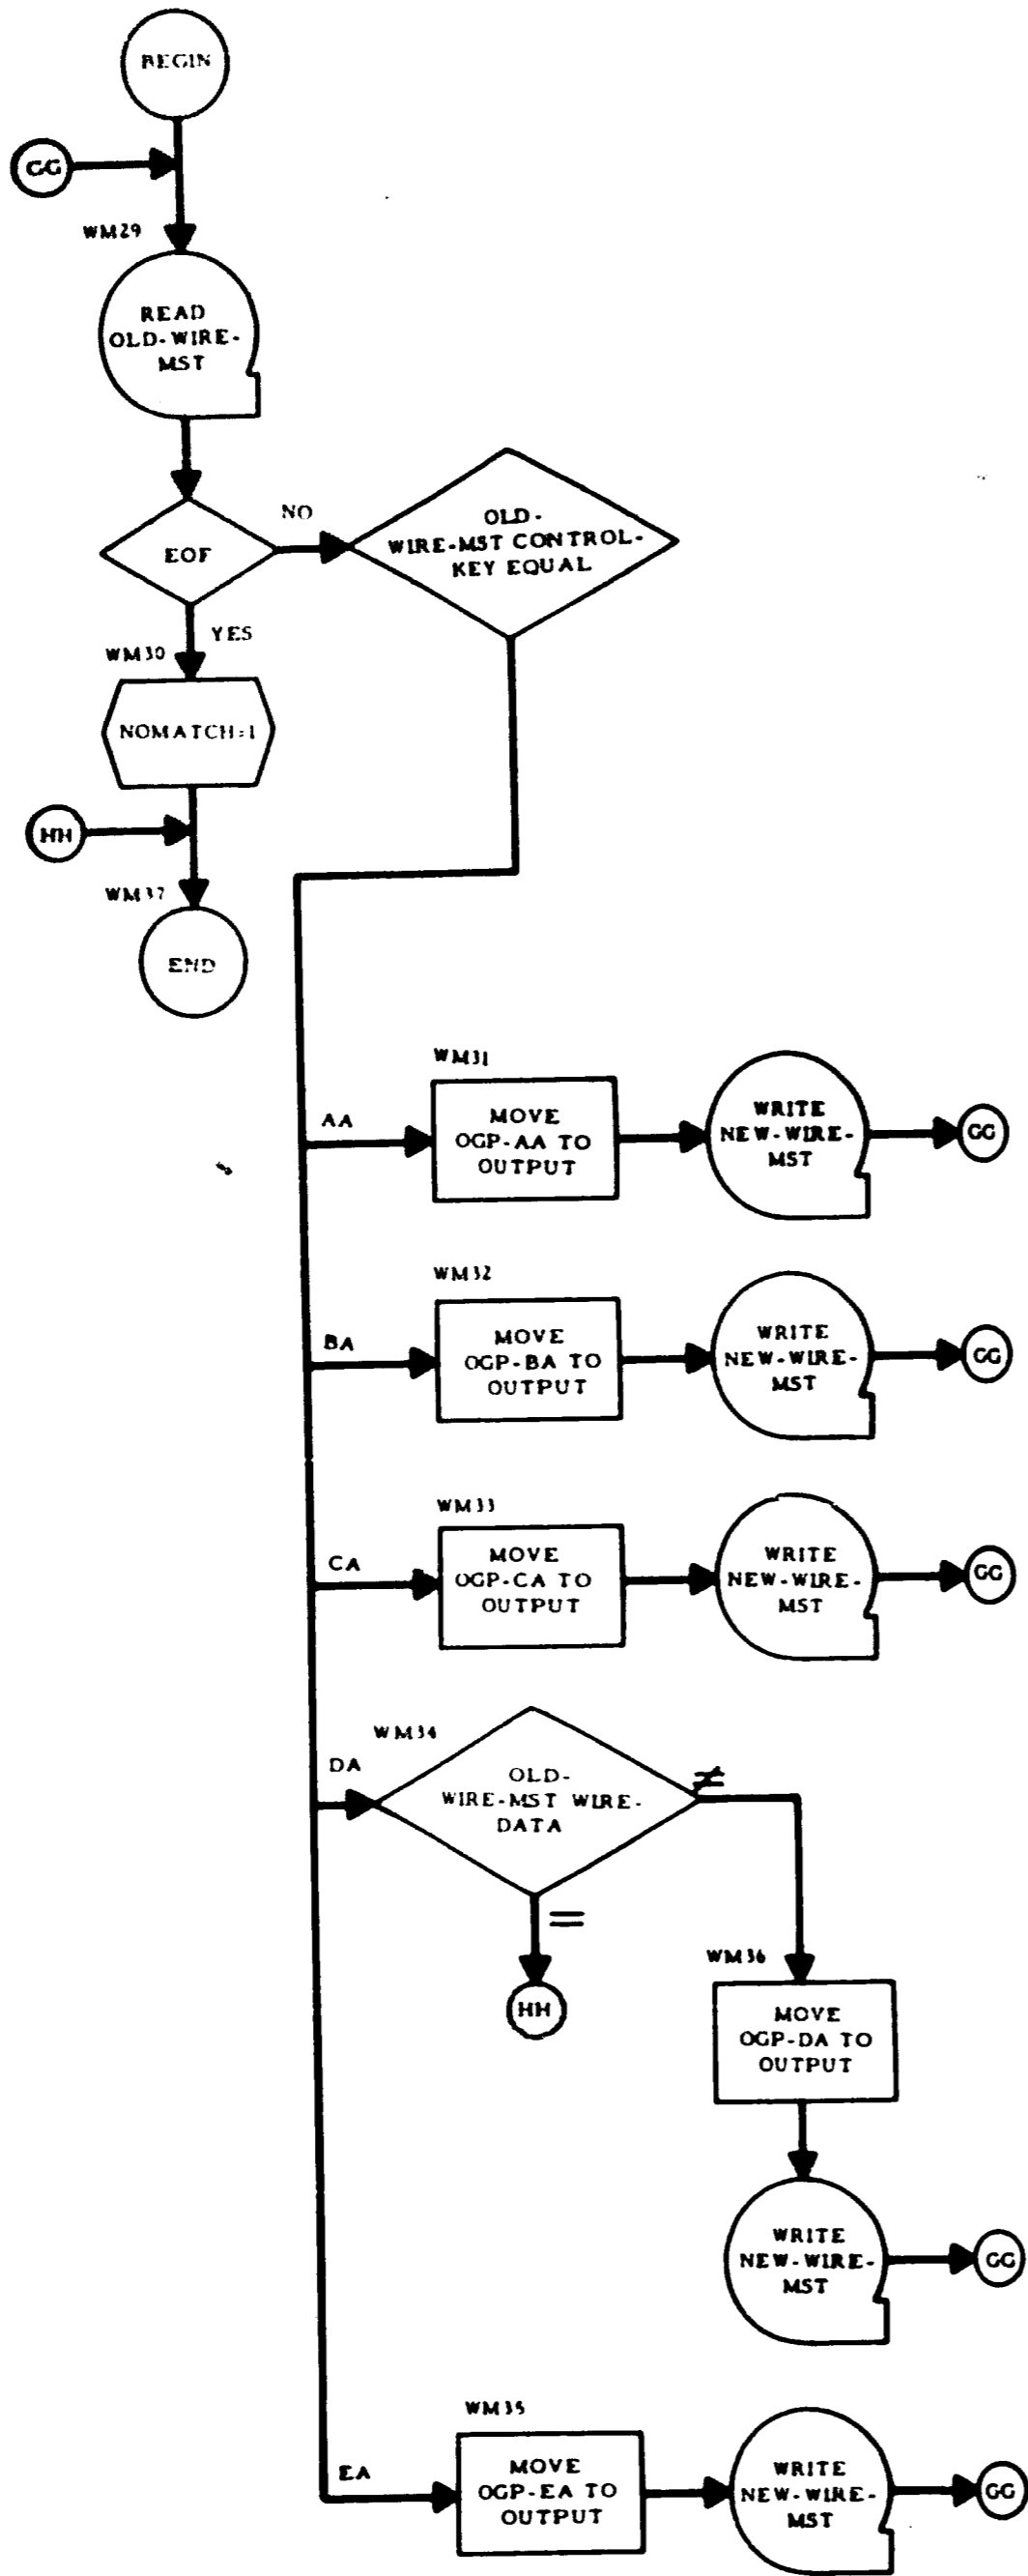 BEGIN
GG
WM29
READ
OLD-WIRE-
MST
EOF
NO
OLD-
WIRE-MST CONTROL-
KEY EQUAL
YES
WM30
NOMATCH=1
HH
WM37
END
AA
WM31
MOVE
OGP-AA TO
OUTPUT
WRITE
NEW-WIRE-
MST
GG
BA
WM32
MOVE
OGP-BA TO
OUTPUT
WRITE
NEW-WIRE-
MST
GG
CA
WM33
MOVE
OGP-CA TO
OUTPUT
WRITE
NEW-WIRE-
MST
GG
DA
WM34
OLD-
WIRE-MST WIRE-
DATA
≠
=
HH
WM36
MOVE
OGP-DA TO
OUTPUT
WRITE
NEW-WIRE-
MST
GG
EA
WM35
MOVE
OGP-EA TO
OUTPUT
WRITE
NEW-WIRE-
MST
GG